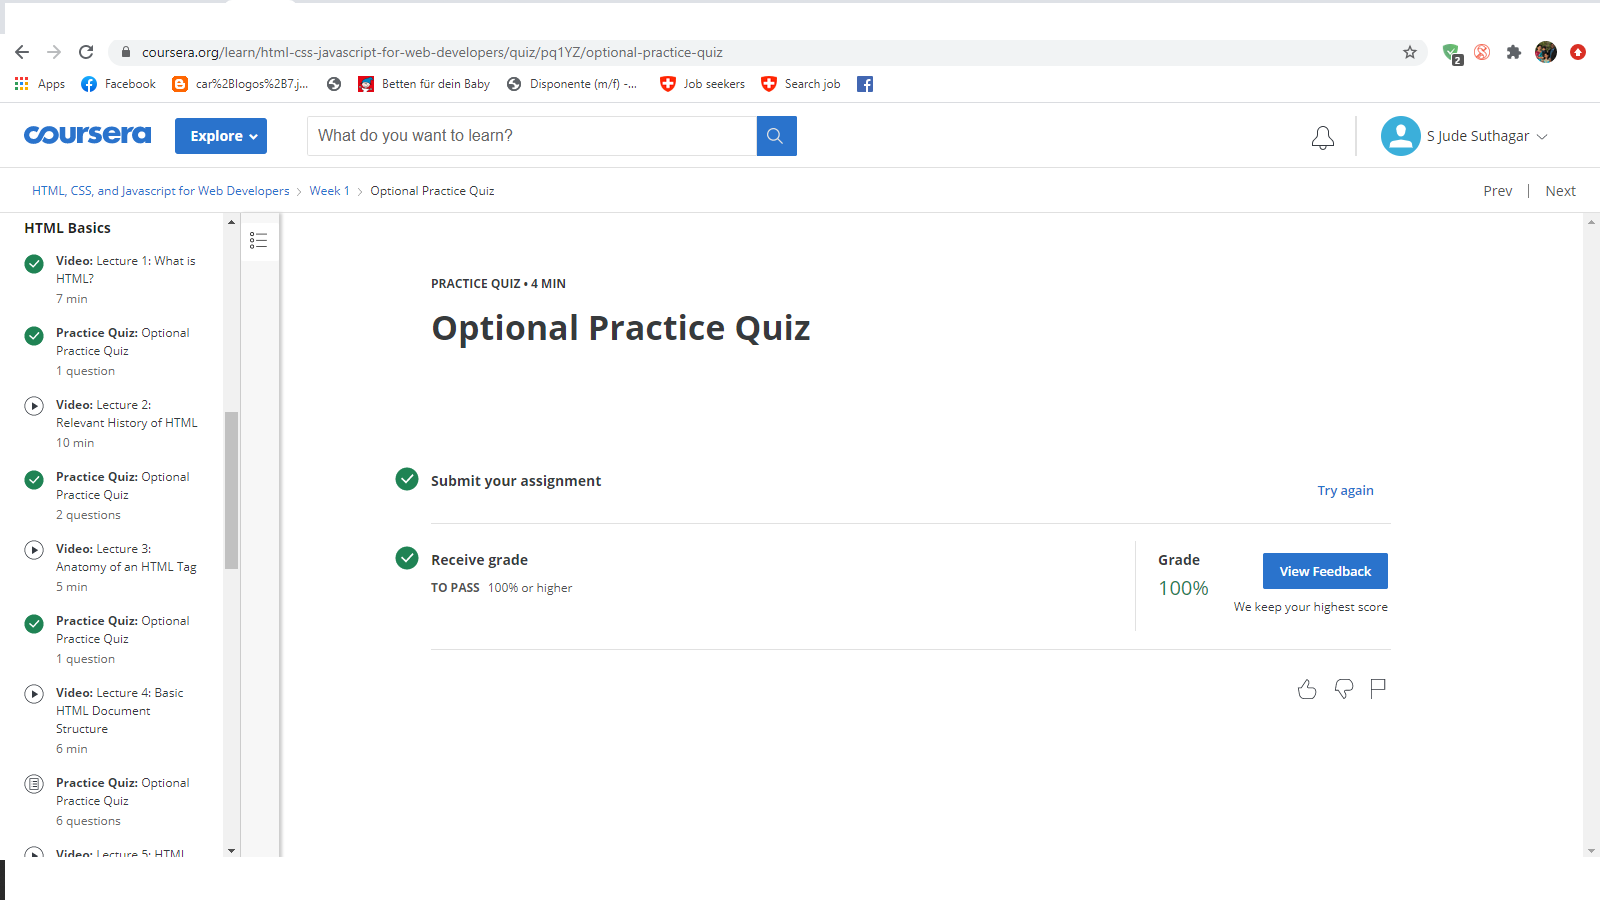 coursera.org/learn/html-css-javascript-for-web-developers/quiz/pq1YZ/optional-practice-quiz
2
Apps Facebook car%2Blogos%2B7.j... Betten für dein Baby Disponente (m/f) -... Job seekers Search job
coursera Explore What do you want to learn? S Jude Suthagar
HTML, CSS, and Javascript for Web Developers Week 1 Optional Practice Quiz Prev | Next
HTML Basics
Video: Lecture 1: What is
HTML?
7 min
Practice Quiz: Optional
Practice Quiz
1 question
Video: Lecture 2:
Relevant History of HTML
10 min
Practice Quiz: Optional
Practice Quiz
2 questions
Video: Lecture 3:
Anatomy of an HTML Tag
5 min
Practice Quiz: Optional
Practice Quiz
1 question
Video: Lecture 4: Basic
HTML Document
Structure
6 min
Practice Quiz: Optional
Practice Quiz
6 questions
Video: Lecture 5: HTML
PRACTICE QUIZ • 4 MIN
Optional Practice Quiz
Submit your assignment
Try again
Receive grade
TO PASS 100% or higher
Grade
100%
View Feedback
We keep your highest score